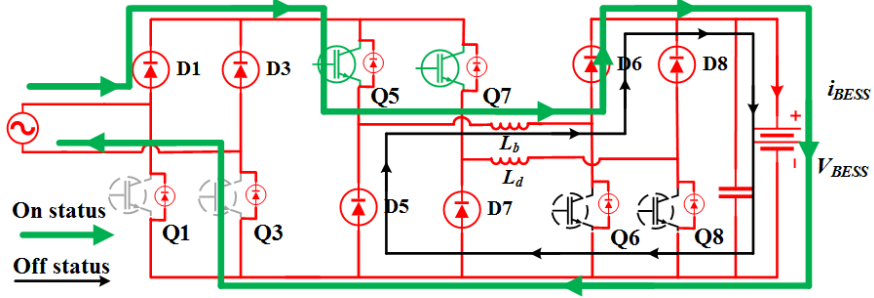 D1
D3
Q5
Q7
D6
D8
i_BESS
+
L_b
L_d
-
V_BESS
D5
D7
On status
Q1
Q3
Q6
Q8
Off status